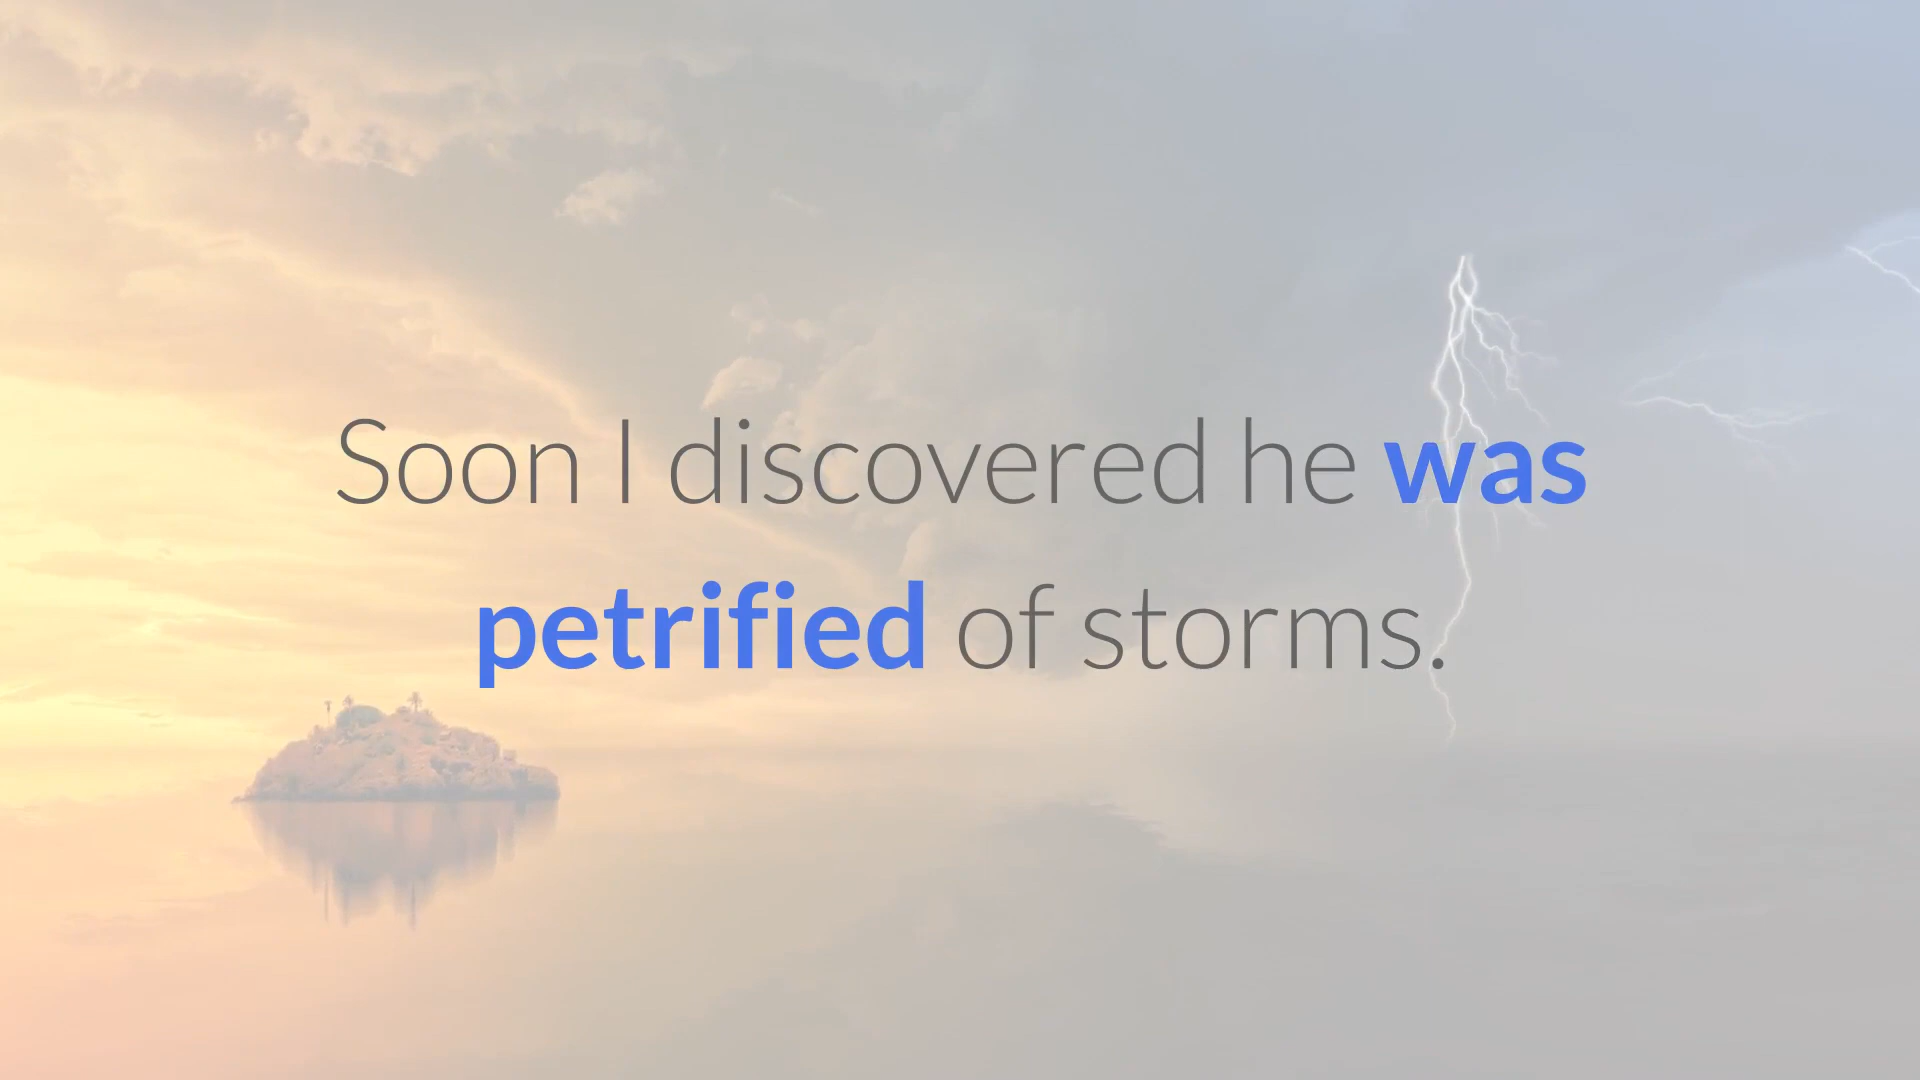 Soon I discovered he was
petrified of storms.